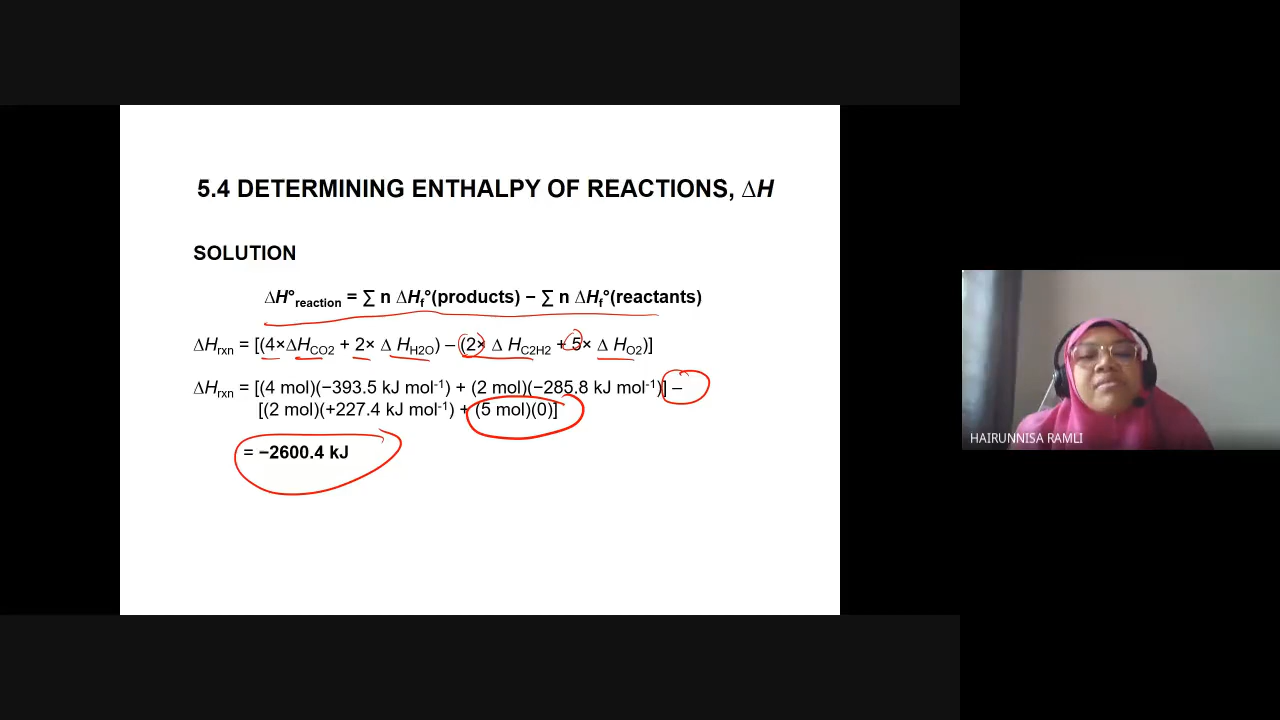 5.4 DETERMINING ENTHALPY OF REACTIONS, ΔH
SOLUTION
ΔH°reaction = ∑ n ΔHf°(products) − ∑ n ΔHf°(reactants)
ΔHrxn = [(4×ΔHCO2 + 2× Δ HH2O) – (2× Δ HC2H2 + 5× Δ HO2)]
ΔHrxn = [(4 mol)(−393.5 kJ mol-1) + (2 mol)(−285.8 kJ mol-1)] –
[(2 mol)(+227.4 kJ mol-1) + (5 mol)(0)]
= −2600.4 kJ
HAIRUNNISA RAMLI